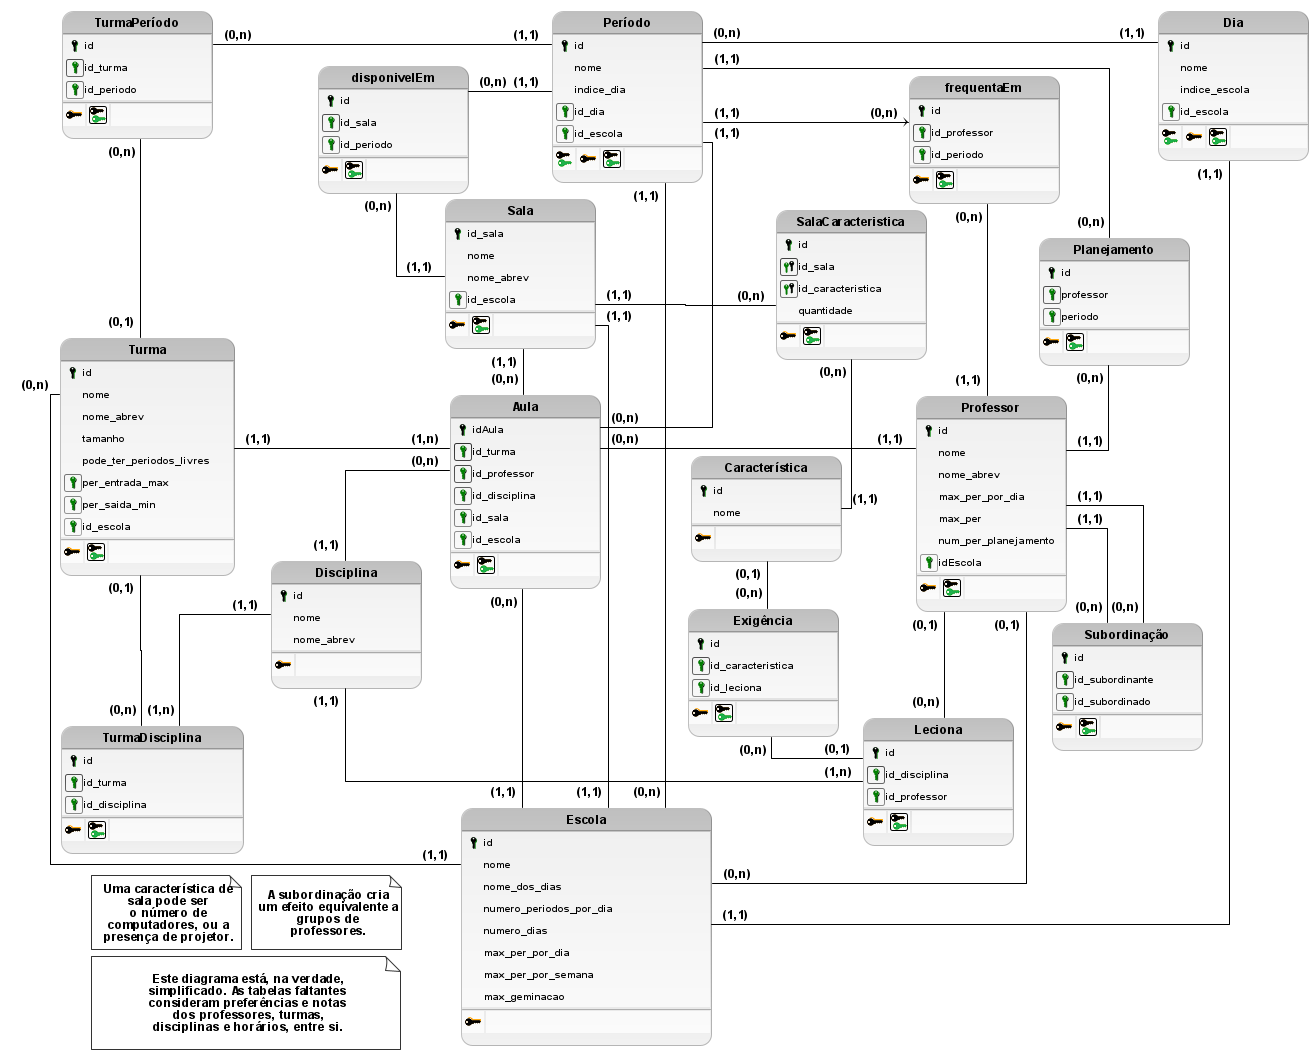 TurmaPeríodo
id
id_turma
id_periodo
(0,n)
(1,1)
Período
id
nome
indice_dia
id_dia
id_escola
(0,n)
(1,1)
Dia
id
nome
indice_escola
id_escola
disponivelEm
id
id_sala
id_periodo
(0,n) (1,1)
(1,1)
(1,1)
(0,n)
(1,1)
frequentaEm
id
id_professor
id_periodo
(0,n)
(0,n)
(1,1)
(1,1)
Sala
id_sala
nome
nome_abrev
id_escola
(1,1)
SalaCaracteristica
id
id_sala
id_caracteristica
quantidade
(0,n)
(0,n)
Planejamento
id
professor
periodo
(1,1)
(0,n)
(1,1)
(0,1)
Turma
id
nome
nome_abrev
tamanho
pode_ter_periodos_livres
per_entrada_max
per_saida_min
id_escola
(0,n)
(1,1)
(0,n)
(0,n)
(0,n)
(1,1)
(1,n)
(0,n)
Aula
idAula
id_turma
id_professor
id_disciplina
id_sala
id_escola
(0,n)
(0,n)
(1,1)
(1,1)
Professor
id
nome
nome_abrev
max_per_por_dia
max_per
num_per_planejamento
idEscola
(1,1)
(1,1)
(1,1)
Característica
id
nome
(1,1)
(1,1)
Disciplina
id
nome
nome_abrev
(0,1)
(1,1)
(0,n)
(0,1)
(0,n)
Exigência
id
id_caracteristica
id_leciona
(0,1)
(0,1)
(0,n)
(0,n)
Subordinação
id
id_subordinante
id_subordinado
(0,n) (1,n)
(1,1)
TurmaDisciplina
id
id_turma
id_disciplina
(0,n)
(0,n)
(0,1)
(1,n)
Leciona
id
id_disciplina
id_professor
(1,1)
(1,1)
(0,n)
Escola
id
nome
nome_dos_dias
numero_periodos_por_dia
numero_dias
max_per_por_dia
max_per_por_semana
max_geminacao
(1,1)
(0,n)
(1,1)
Uma característica de
sala pode ser
o número de
computadores, ou a
presença de projetor.
A subordinação cria
um efeito equivalente a
grupos de
professores.
Este diagrama está, na verdade,
simplificado. As tabelas faltantes
consideram preferências e notas
dos professores, turmas,
disciplinas e horários, entre si.